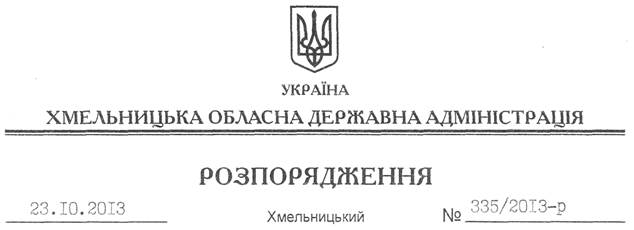 УКРАЇНА
ХМЕЛЬНИЦЬКА ОБЛАСНА ДЕРЖАВНА АДМІНІСТРАЦІЯ
РОЗПОРЯДЖЕННЯ
23.10.2013 Хмельницький № 335/2013-р